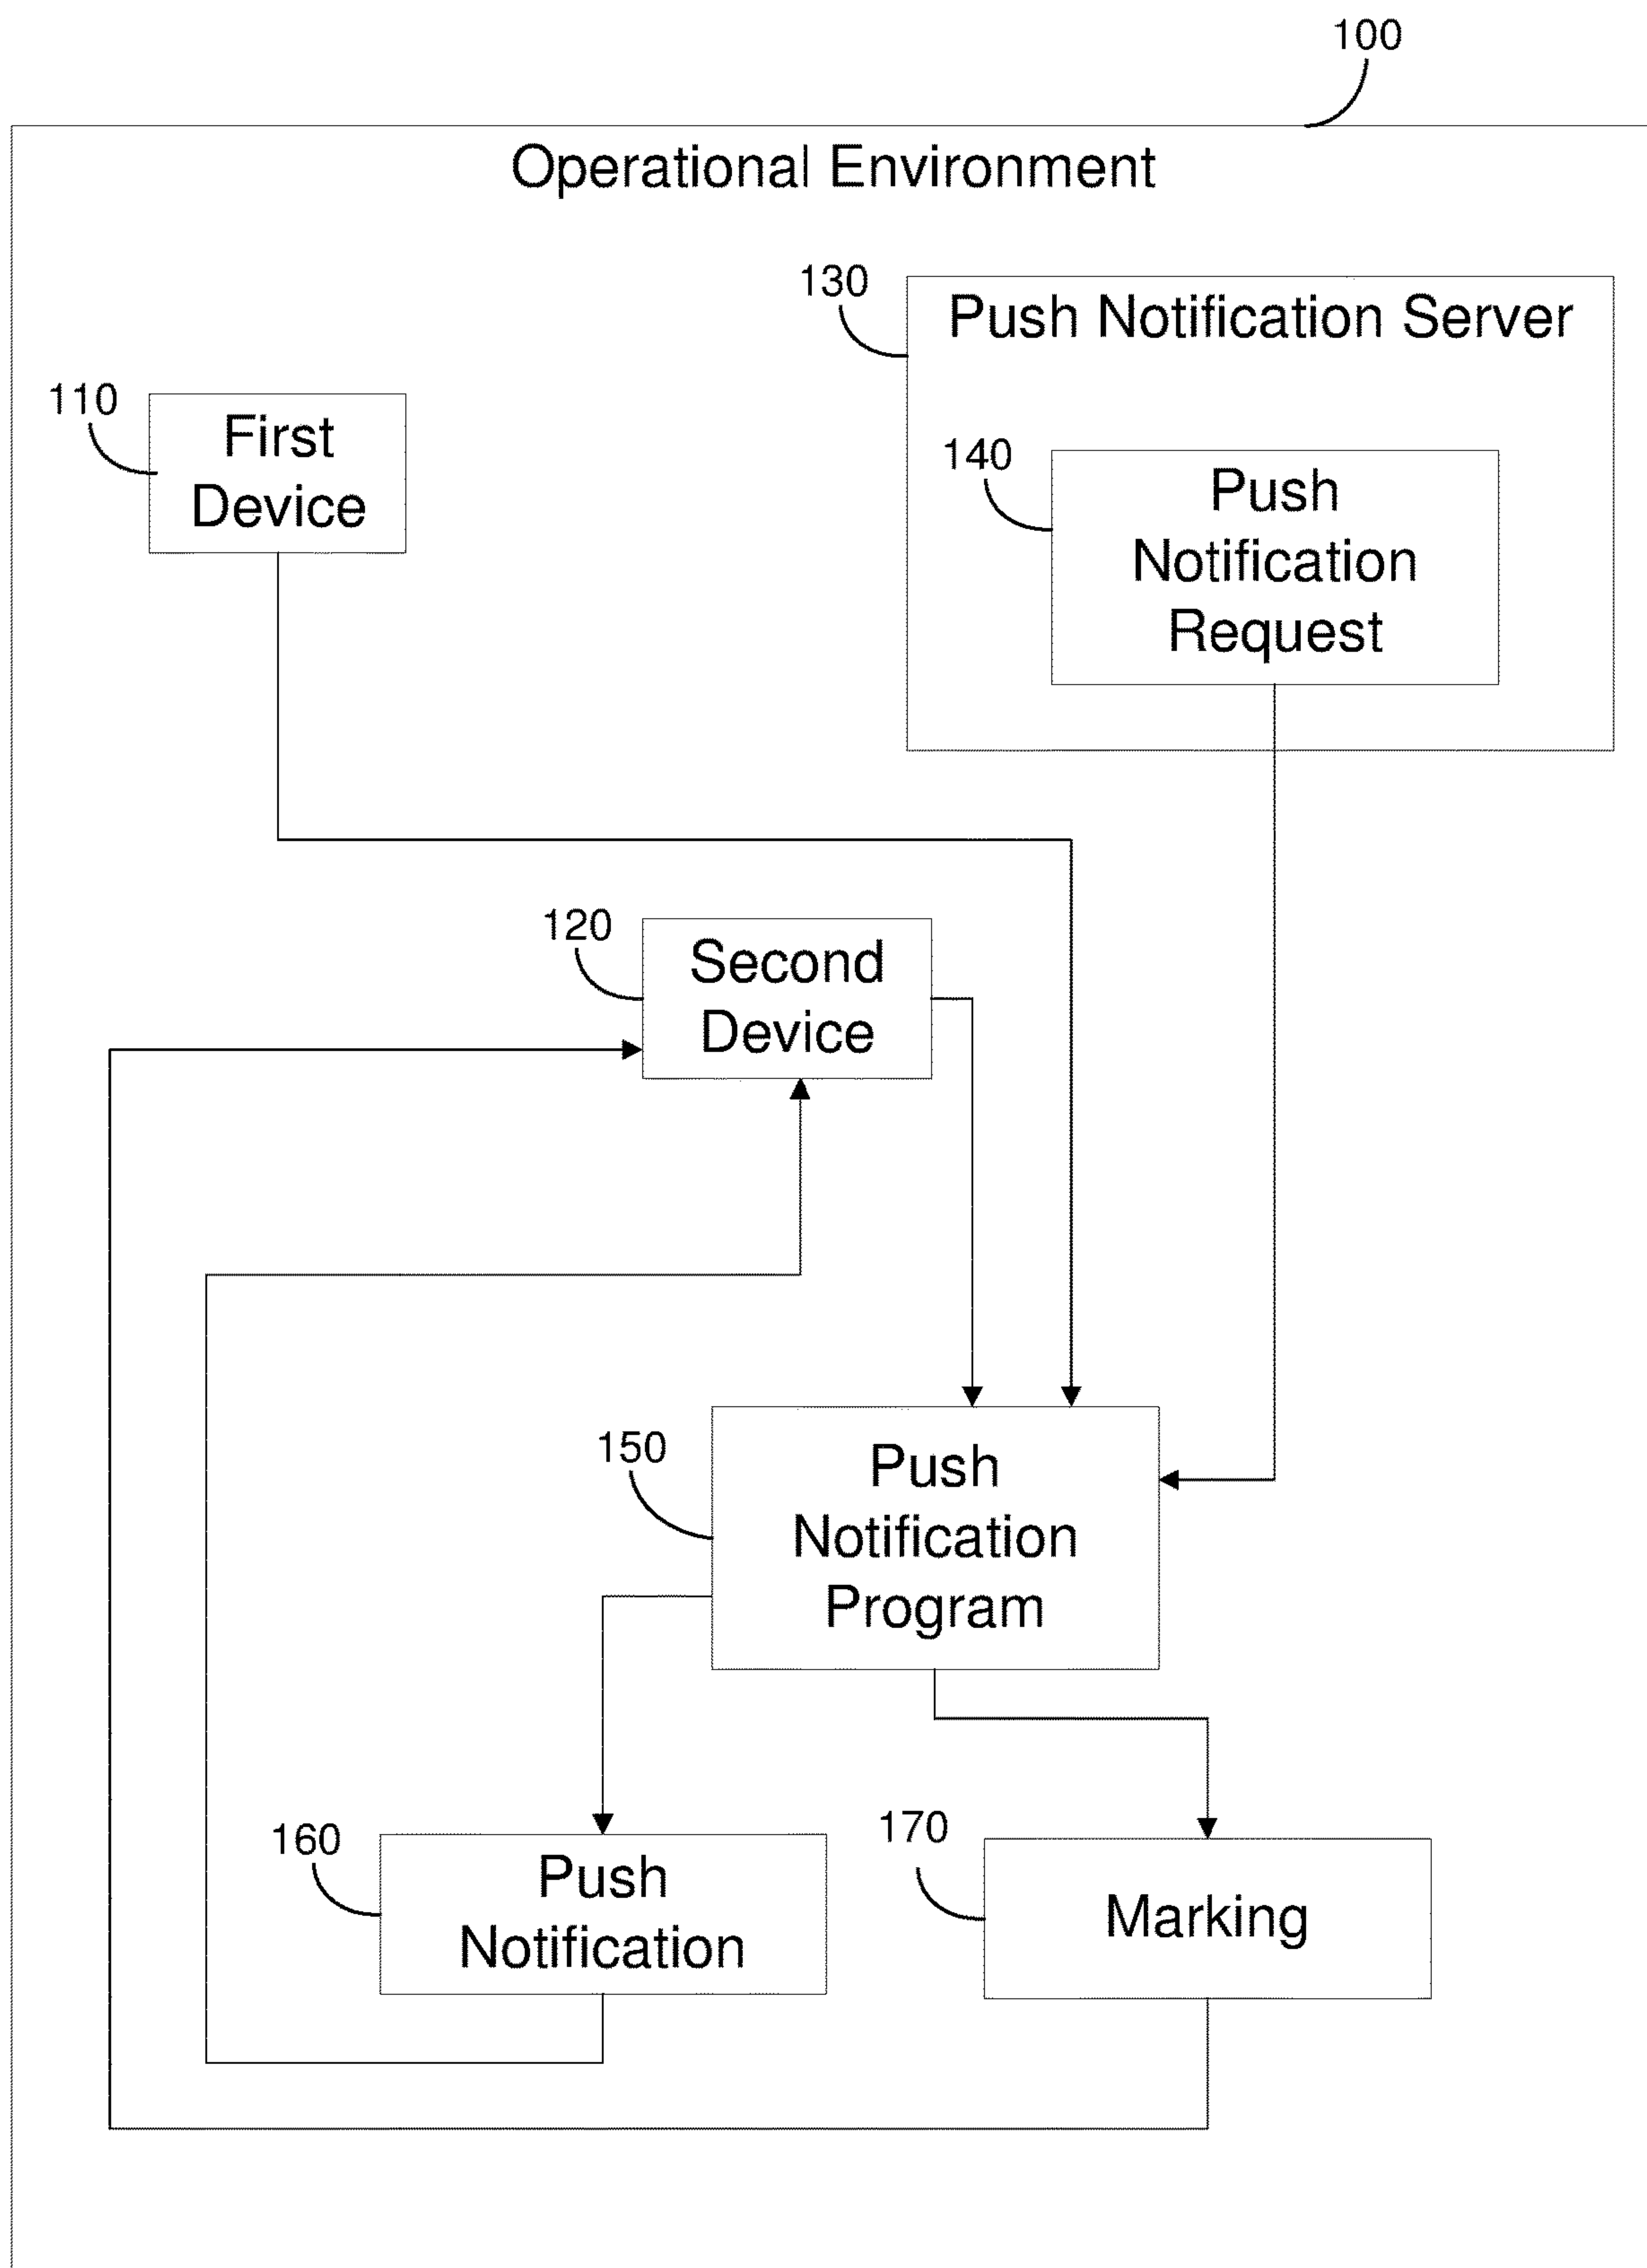 100
Operational Environment
130
Push Notification Server
110
First
Device
140
Push
Notification
Request
120
Second
Device
150
Push
Notification
Program
160
Push
Notification
170
Marking